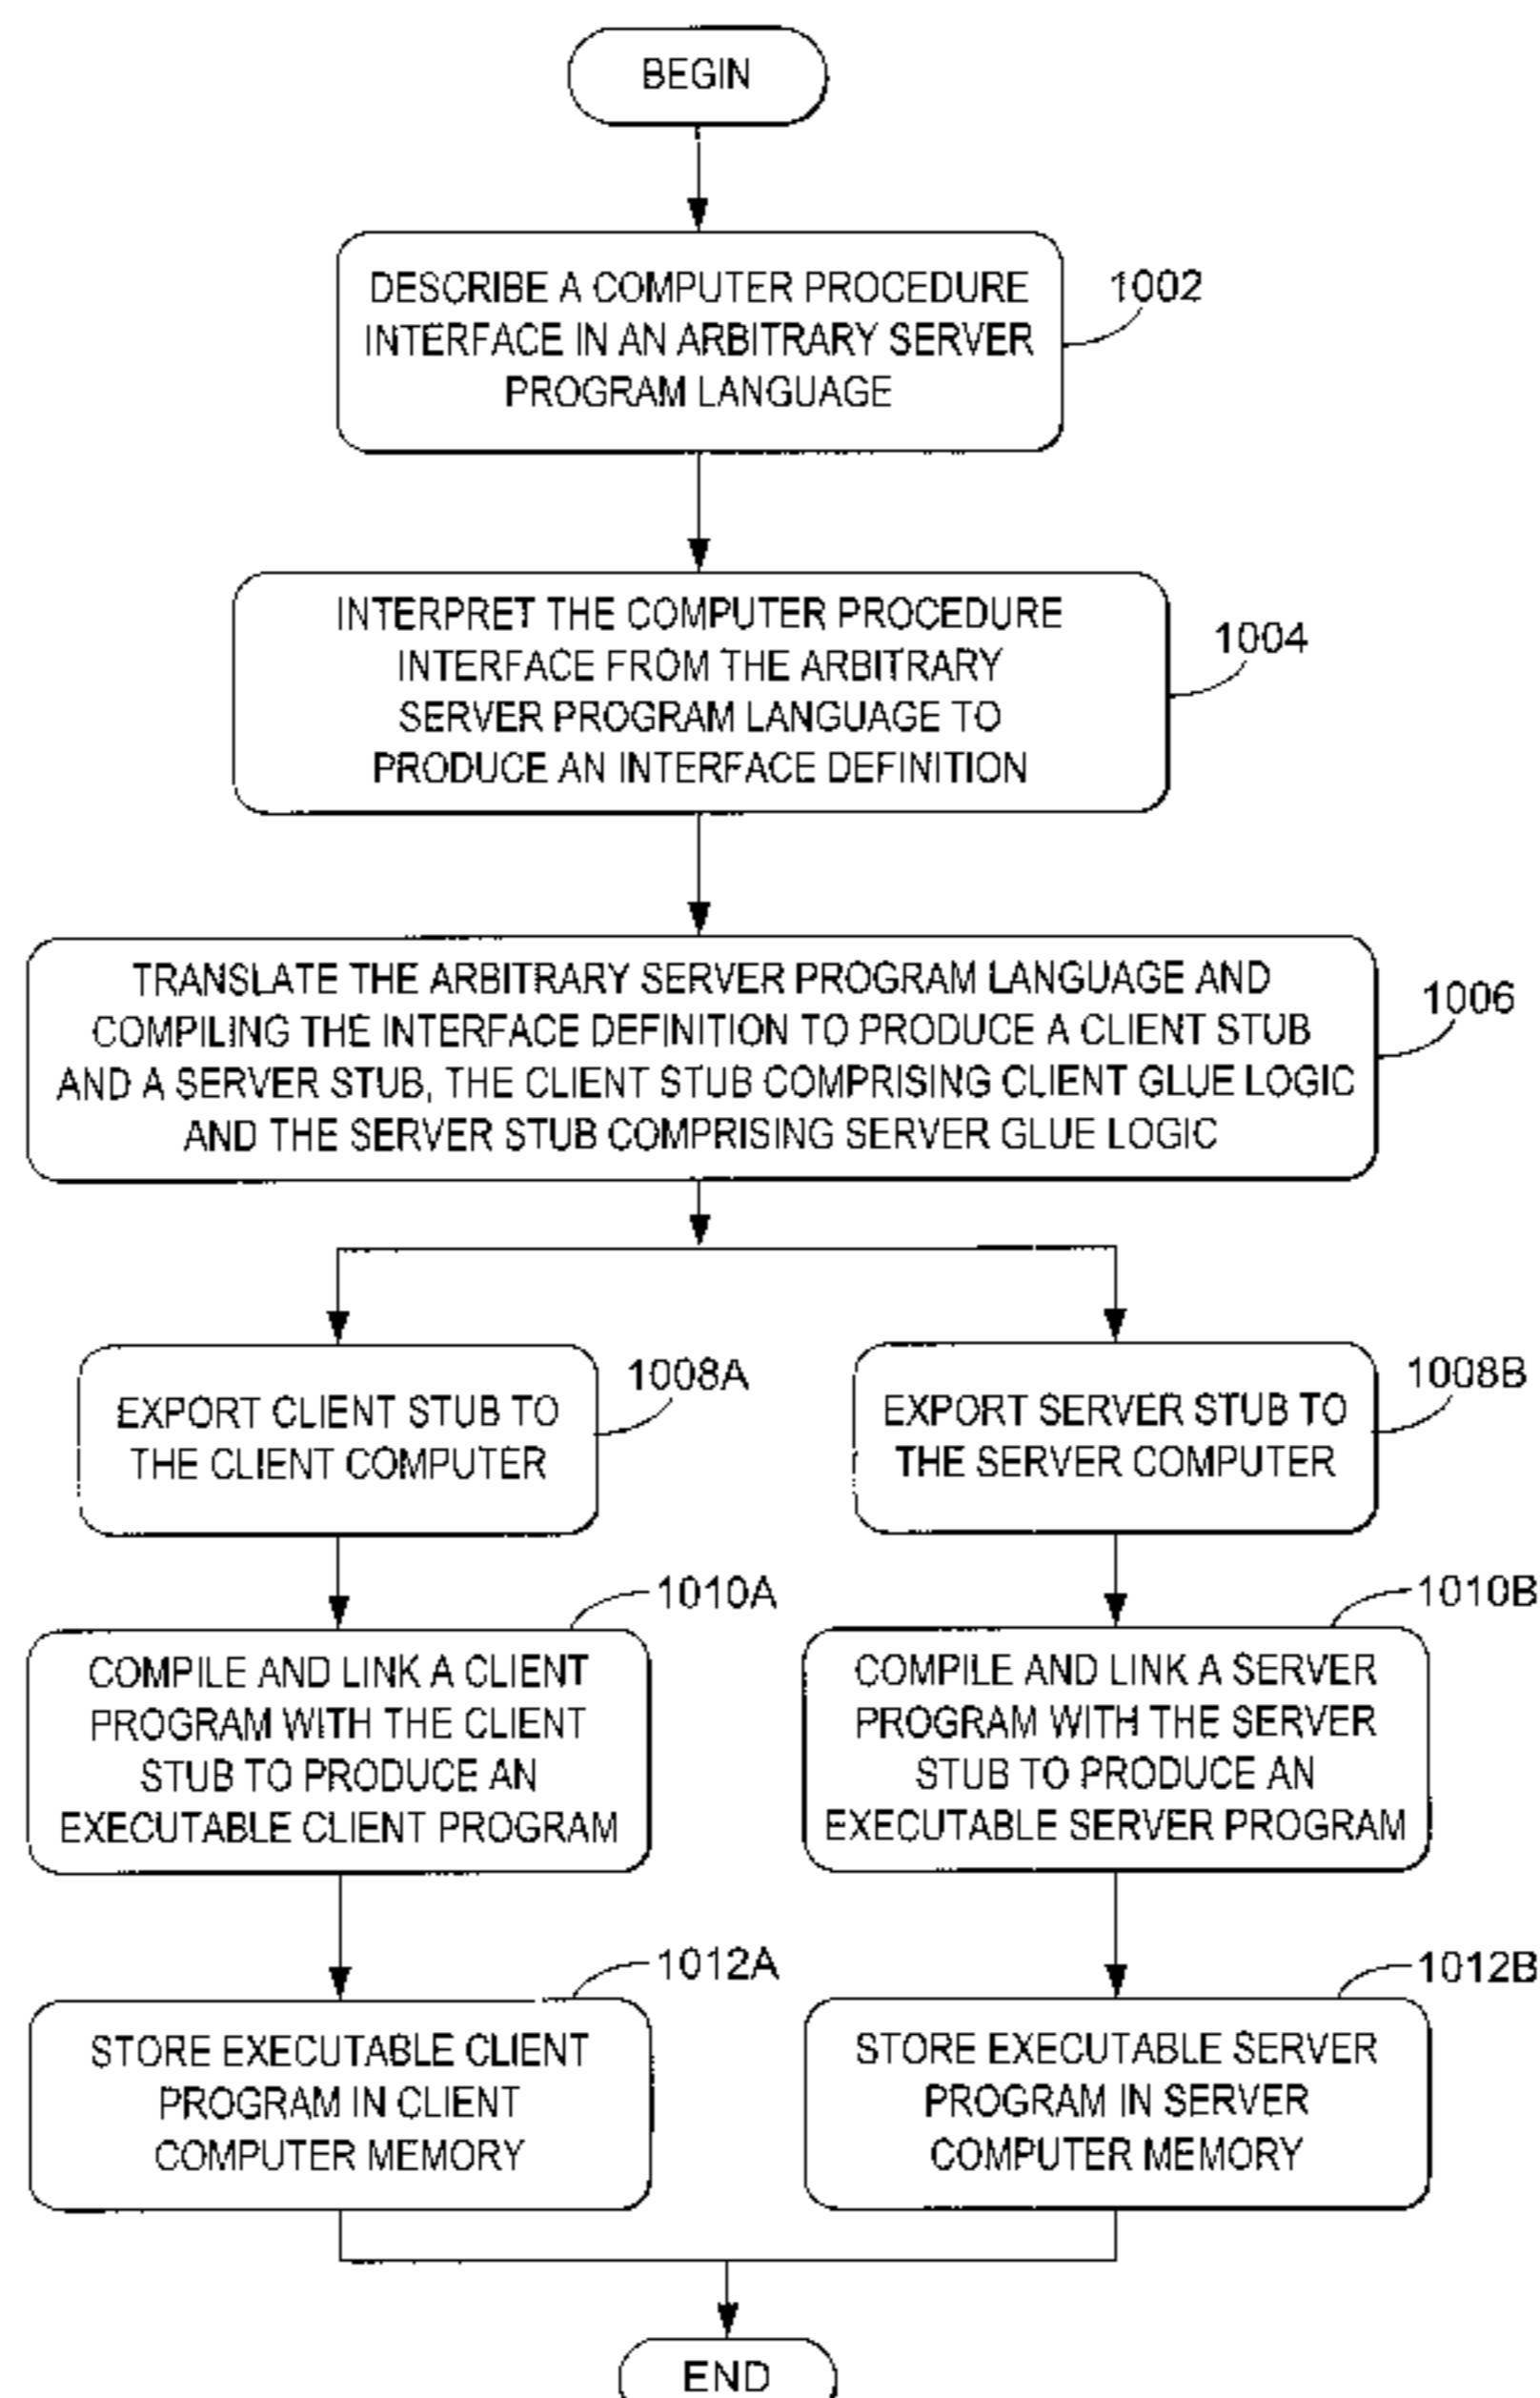 BEGIN
DESCRIBE A COMPUTER PROCEDURE
INTERFACE IN AN ARBITRARY SERVER
PROGRAM LANGUAGE
1002
INTERPRET THE COMPUTER PROCEDURE
INTERFACE FROM THE ARBITRARY
SERVER PROGRAM LANGUAGE TO
PRODUCE AN INTERFACE DEFINITION
1004
TRANSLATE THE ARBITRARY SERVER PROGRAM LANGUAGE AND
COMPILING THE INTERFACE DEFINITION TO PRODUCE A CLIENT STUB
AND A SERVER STUB, THE CLIENT STUB COMPRISING CLIENT GLUE LOGIC
AND THE SERVER STUB COMPRISING SERVER GLUE LOGIC
1006
EXPORT CLIENT STUB TO
THE CLIENT COMPUTER
1008A
EXPORT SERVER STUB TO
THE SERVER COMPUTER
1008B
COMPILE AND LINK A CLIENT
PROGRAM WITH THE CLIENT
STUB TO PRODUCE AN
EXECUTABLE CLIENT PROGRAM
1010A
COMPILE AND LINK A SERVER
PROGRAM WITH THE SERVER
STUB TO PRODUCE AN
EXECUTABLE SERVER PROGRAM
1010B
STORE EXECUTABLE CLIENT
PROGRAM IN CLIENT
COMPUTER MEMORY
1012A
STORE EXECUTABLE SERVER
PROGRAM IN SERVER
COMPUTER MEMORY
1012B
END